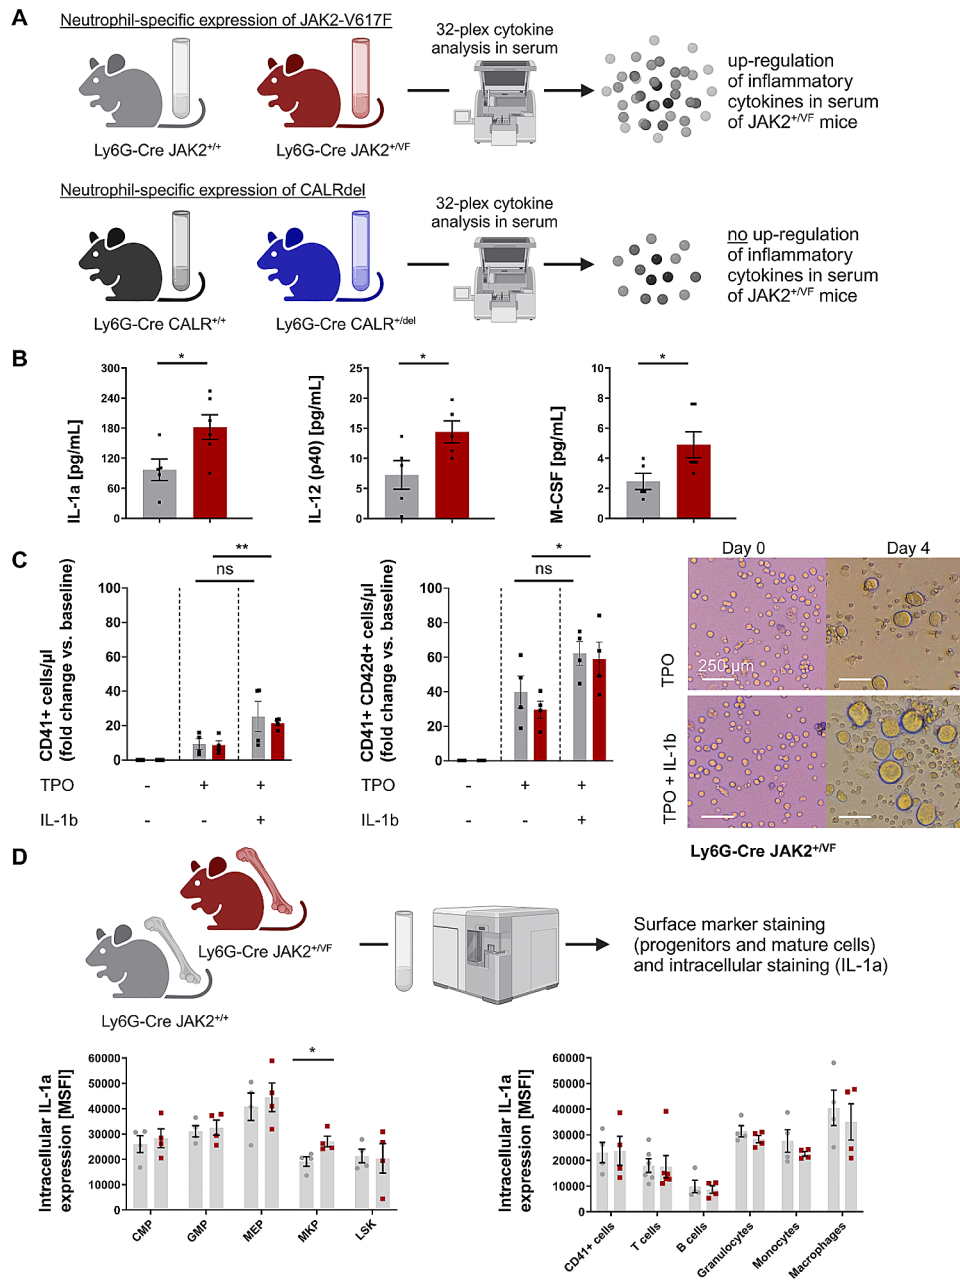 A
Neutrophil-specific expression of JAK2-V617F
Ly6G-Cre JAK2+/+
Ly6G-Cre JAK2+/VF
32-plex cytokine
analysis in serum
up-regulation
of inflammatory
cytokines in serum
of JAK2+/VF mice
Neutrophil-specific expression of CALRdel
Ly6G-Cre CALR+/+
Ly6G-Cre CALR+/del
32-plex cytokine
analysis in serum
no up-regulation
of inflammatory
cytokines in serum
of JAK2+/VF mice
B
IL-1a [pg/mL]
300
240
180
120
60
0
*
IL-12 (p40) [pg/mL]
25
20
15
10
5
0
*
M-CSF [pg/mL]
10
8
6
4
2
0
*
C
CD41+ cells/µl
(fold change vs. baseline)
100
80
60
40
20
0
**
ns
TPO - + +
IL-1b +
CD41+ CD42d+ cells/µl
(fold change vs. baseline)
100
80
60
40
20
0
*
ns
TPO - + +
IL-1b +
Day 0
Day 4
TPO
250 µm
TPO + IL-1b
Ly6G-Cre JAK2+/VF
D
Ly6G-Cre JAK2+/VF
Ly6G-Cre JAK2+/+
Surface marker staining
(progenitors and mature cells)
and intracellular staining (IL-1a)
Intracellular IL-1a
expression [MSFI]
60000
50000
40000
30000
20000
10000
0
*
CMP
GMP
MEP
MKP
LSK
Intracellular IL-1a
expression [MSFI]
60000
50000
40000
30000
20000
10000
0
CD41+ cells
T cells
B cells
Granulocytes
Monocytes
Macrophages